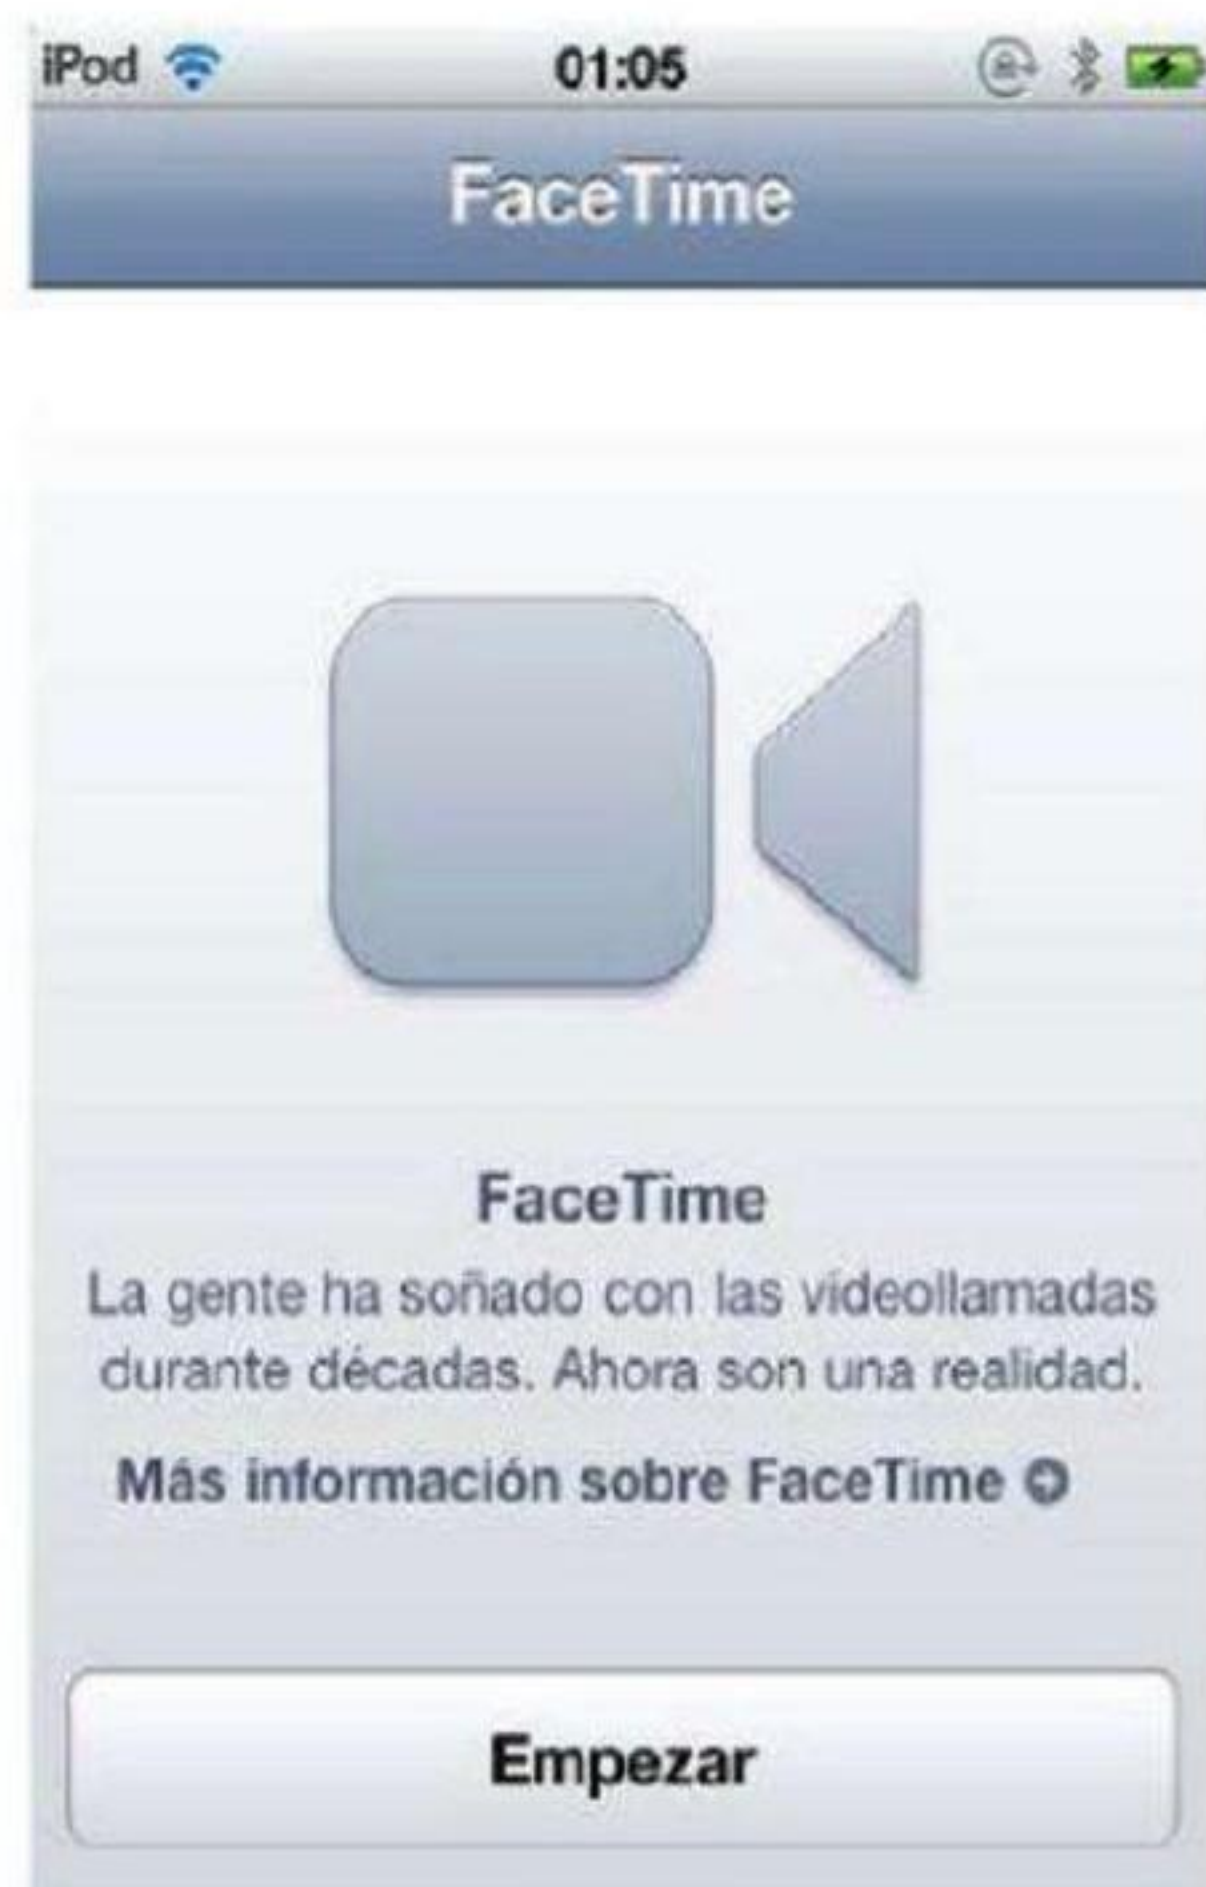 iPod
01:05
FaceTime
FaceTime
La gente ha soñado con las videollamadas
durante décadas. Ahora son una realidad.
Más información sobre FaceTime
Empezar